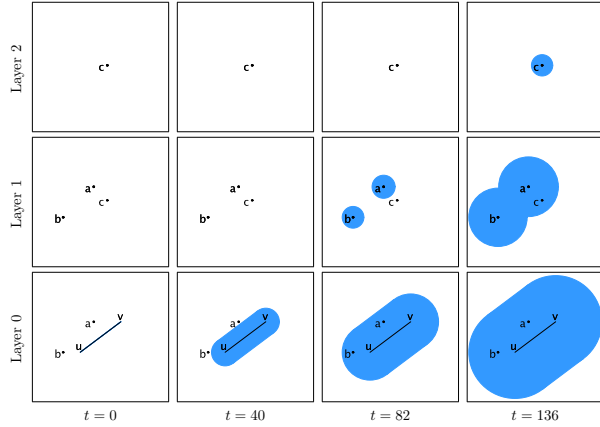 Layer 2
c
c
c
c
Layer 1
a
c
b
a
c
b
a
c
b
a
c
b
Layer 0
v
a
u
b
v
a
u
b
v
a
u
b
v
a
u
b
t = 0
t = 40
t = 82
t = 136